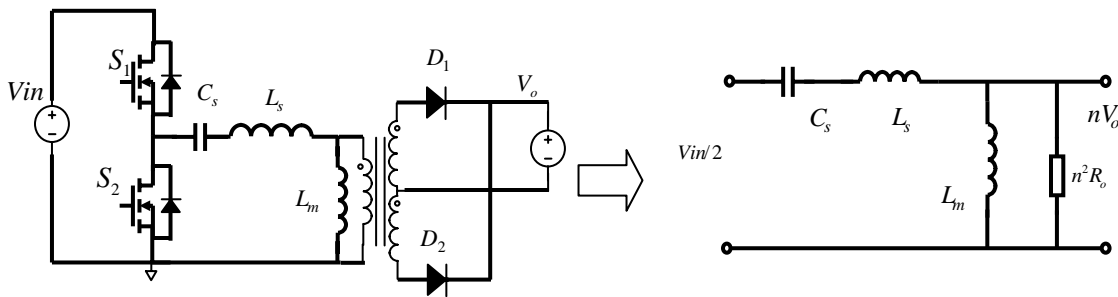 Vin
S₁
S₂
Cₛ
Lₛ
Lₘ
D₁
D₂
Vₒ
+
−
+
−
Vin/2
Cₛ
Lₛ
Lₘ
nVₒ
n²Rₒ